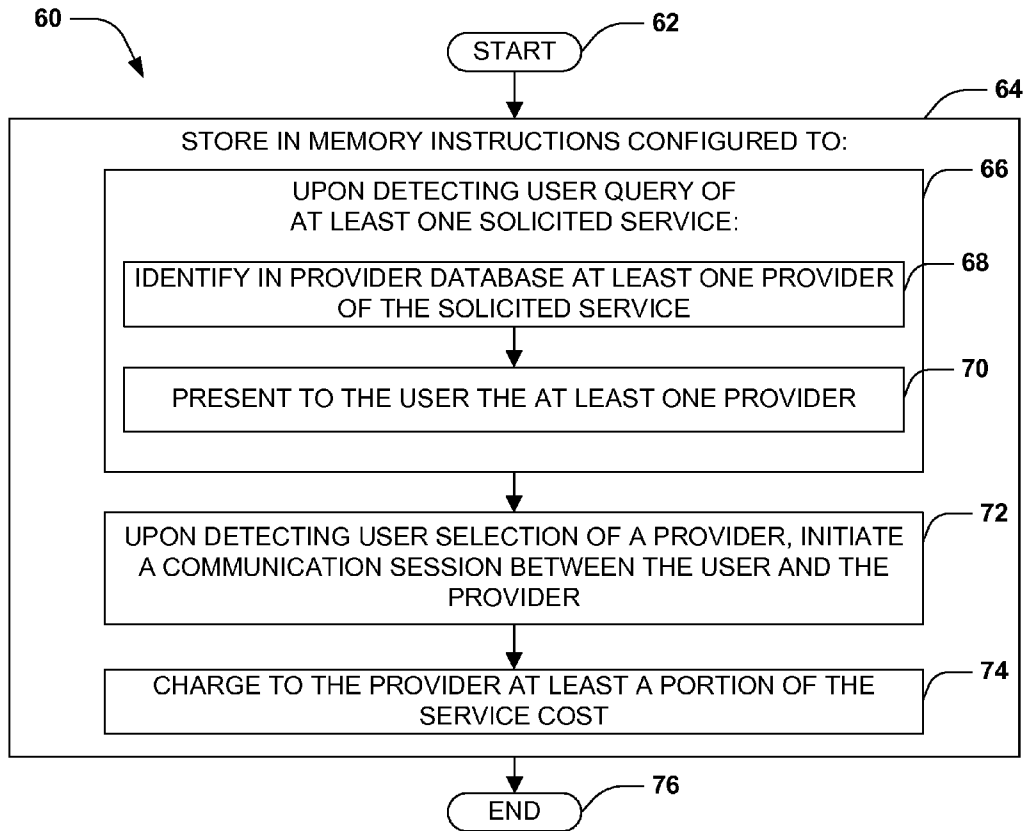 60
62
START
64
STORE IN MEMORY INSTRUCTIONS CONFIGURED TO:
66
UPON DETECTING USER QUERY OF
AT LEAST ONE SOLICITED SERVICE:
68
IDENTIFY IN PROVIDER DATABASE AT LEAST ONE PROVIDER
OF THE SOLICITED SERVICE
70
PRESENT TO THE USER THE AT LEAST ONE PROVIDER
72
UPON DETECTING USER SELECTION OF A PROVIDER, INITIATE
A COMMUNICATION SESSION BETWEEN THE USER AND THE
PROVIDER
74
CHARGE TO THE PROVIDER AT LEAST A PORTION OF THE
SERVICE COST
76
END